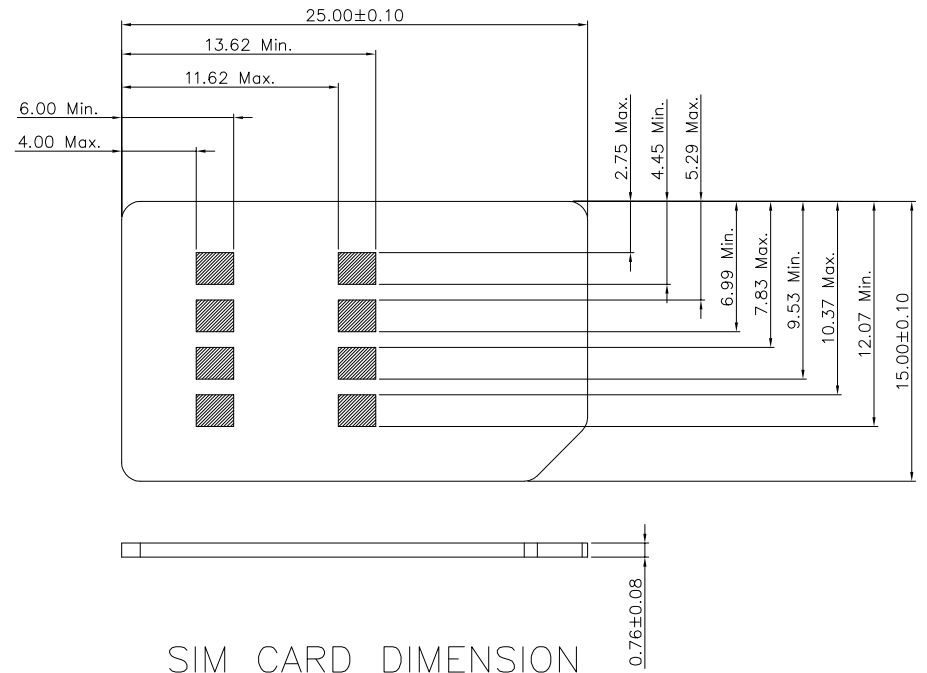 25.00±0.10
13.62 Min.
11.62 Max.
6.00 Min.
4.00 Max.
2.75 Max.
4.45 Min.
5.29 Max.
6.99 Min.
7.83 Max.
9.53 Min.
10.37 Max.
12.07 Min.
15.00±0.10
0.76±0.08
SIM CARD DIMENSION